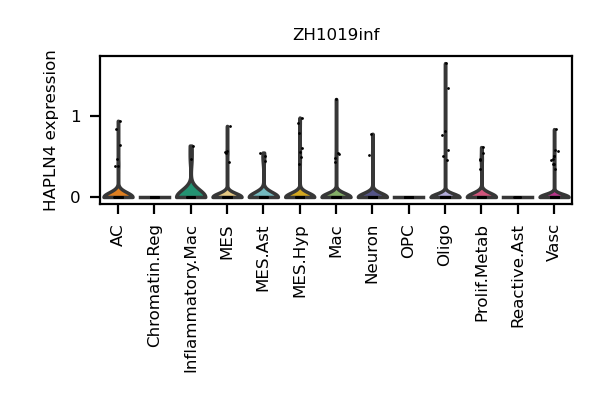 ZH1019inf
HAPLN4 expression
1
0
AC
Chromatin.Reg
Inflammatory.Mac
MES
MES.Ast
MES.Hyp
Mac
Neuron
OPC
Oligo
Prolif.Metab
Reactive.Ast
Vasc